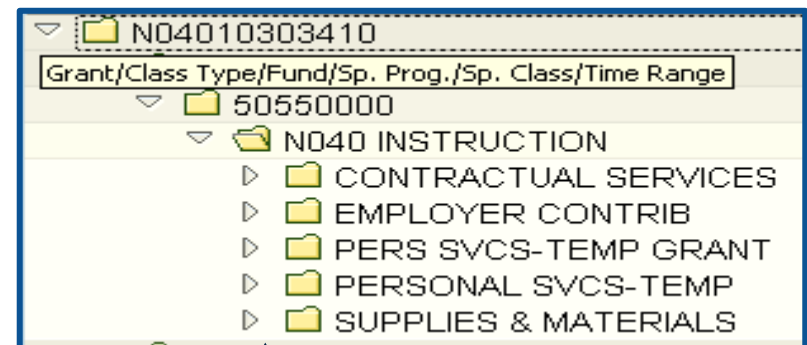 N04010303410
Grant/Class Type/Fund/Sp. Prog./Sp. Class/Time Range
50550000
N040 INSTRUCTION
CONTRACTUAL SERVICES
EMPLOYER CONTRIB
PERS SVCS-TEMP GRANT
PERSONAL SVCS-TEMP
SUPPLIES & MATERIALS